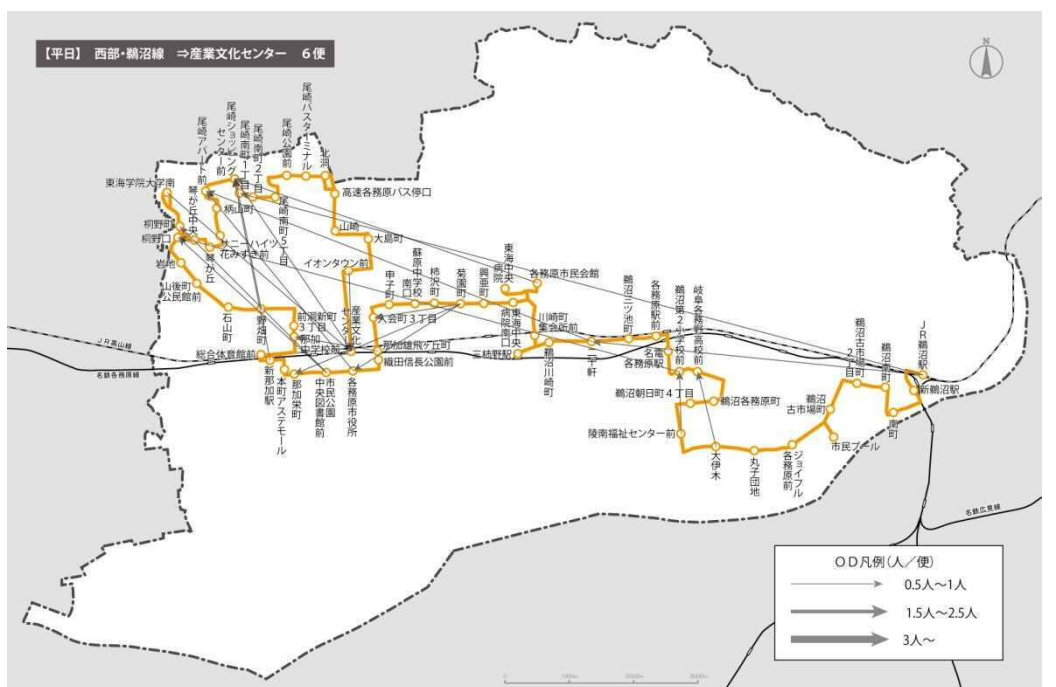 【平日】 西部・鵜沼線 ⇒産業文化センター 6便
N
尾崎バスターミナル
尾崎公園前
北洞
尾崎南町2丁目
尾崎南町1丁目
尾崎ショッピングセンター前
尾崎アパート前
尾崎南町5丁目
高速各務原バス停口
東海学院大学南
琴が丘中央
柄山町
桐野町
桐野口
サニーハイツ花みずき前
琴が丘
岩地
山後町公民館前
石山町
野畑町
山崎
大島町
イオンタウン前
申子町
蘇原中学校南口
柿沢町
菊園町
興亜町
東海中央病院
各務原市民会館
東海中央病院南口
川崎町集会所前
三柿野駅
鵜沼川崎町
二十軒
鵜沼三ツ池町
各務原駅前
名電各務原駅
鵜沼第2小学校前
岐阜各務野高校前
前洞新町3丁目
那加中学校前
産業文化センター
入会町3丁目
那加雄飛ヶ丘町
織田信長公園前
総合体育館前
新那加駅
本町アステモール
那加栄町
市民公園中央図書館前
各務原市役所
鵜沼朝日町4丁目
鵜沼各務原町
陵南福祉センター前
大伊木
丸子団地
ジョイフル各務原前
市民プール
鵜沼古市場町
鵜沼古市場町2丁目
鵜沼南町
南町
JR鵜沼駅
新鵜沼駅
JR高山線
名鉄各務原線
名鉄広見線
OD凡例(人/便)
0.5人～1人
1.5人～2.5人
3人～
0
1000m
2000m
3000m